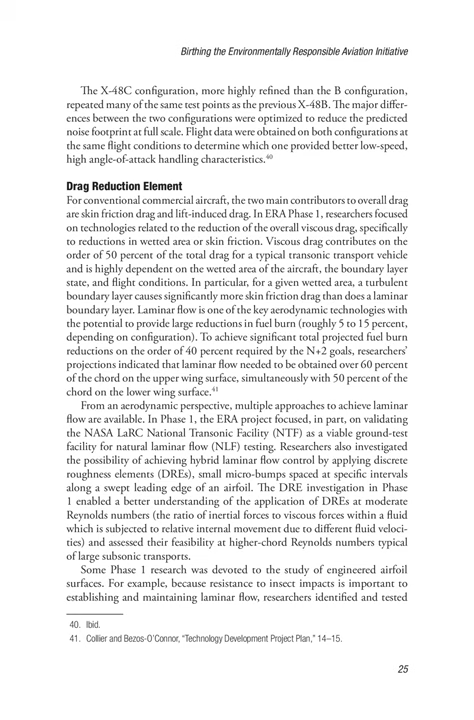 Birthing the Environmentally Responsible Aviation Initiative
The X-48C configuration, more highly refined than the B configuration,
repeated many of the same test points as the previous X-48B. The major differ-
ences between the two configurations were optimized to reduce the predicted
noise footprint at full scale. Flight data were obtained on both configurations at
the same flight conditions to determine which one provided better low-speed,
high angle-of-attack handling characteristics.40
Drag Reduction Element
For conventional commercial aircraft, the two main contributors to overall drag
are skin friction drag and lift-induced drag. In ERA Phase 1, researchers focused
on technologies related to the reduction of the overall viscous drag, specifically
to reductions in wetted area or skin friction. Viscous drag contributes on the
order of 50 percent of the total drag for a typical transonic transport vehicle
and is highly dependent on the wetted area of the aircraft, the boundary layer
state, and flight conditions. In particular, for a given wetted area, a turbulent
boundary layer causes significantly more skin friction drag than does a laminar
boundary layer. Laminar flow is one of the key aerodynamic technologies with
the potential to provide large reductions in fuel burn (roughly 5 to 15 percent,
depending on configuration). To achieve significant total projected fuel burn
reductions on the order of 40 percent required by the N+2 goals, researchers’
projections indicated that laminar flow needed to be obtained over 60 percent
of the chord on the upper wing surface, simultaneously with 50 percent of the
chord on the lower wing surface.41
From an aerodynamic perspective, multiple approaches to achieve laminar
flow are available. In Phase 1, the ERA project focused, in part, on validating
the NASA LaRC National Transonic Facility (NTF) as a viable ground-test
facility for natural laminar flow (NLF) testing. Researchers also investigated
the possibility of achieving hybrid laminar flow control by applying discrete
roughness elements (DREs), small micro-bumps spaced at specific intervals
along a swept leading edge of an airfoil. The DRE investigation in Phase
1 enabled a better understanding of the application of DREs at moderate
Reynolds numbers (the ratio of inertial forces to viscous forces within a fluid
which is subjected to relative internal movement due to different fluid veloci-
ties) and assessed their feasibility at higher-chord Reynolds numbers typical
of large subsonic transports.
Some Phase 1 research was devoted to the study of engineered airfoil
surfaces. For example, because resistance to insect impacts is important to
establishing and maintaining laminar flow, researchers identified and tested
40. Ibid.
41. Collier and Bezos-O’Connor, “Technology Development Project Plan,” 14–15.
25